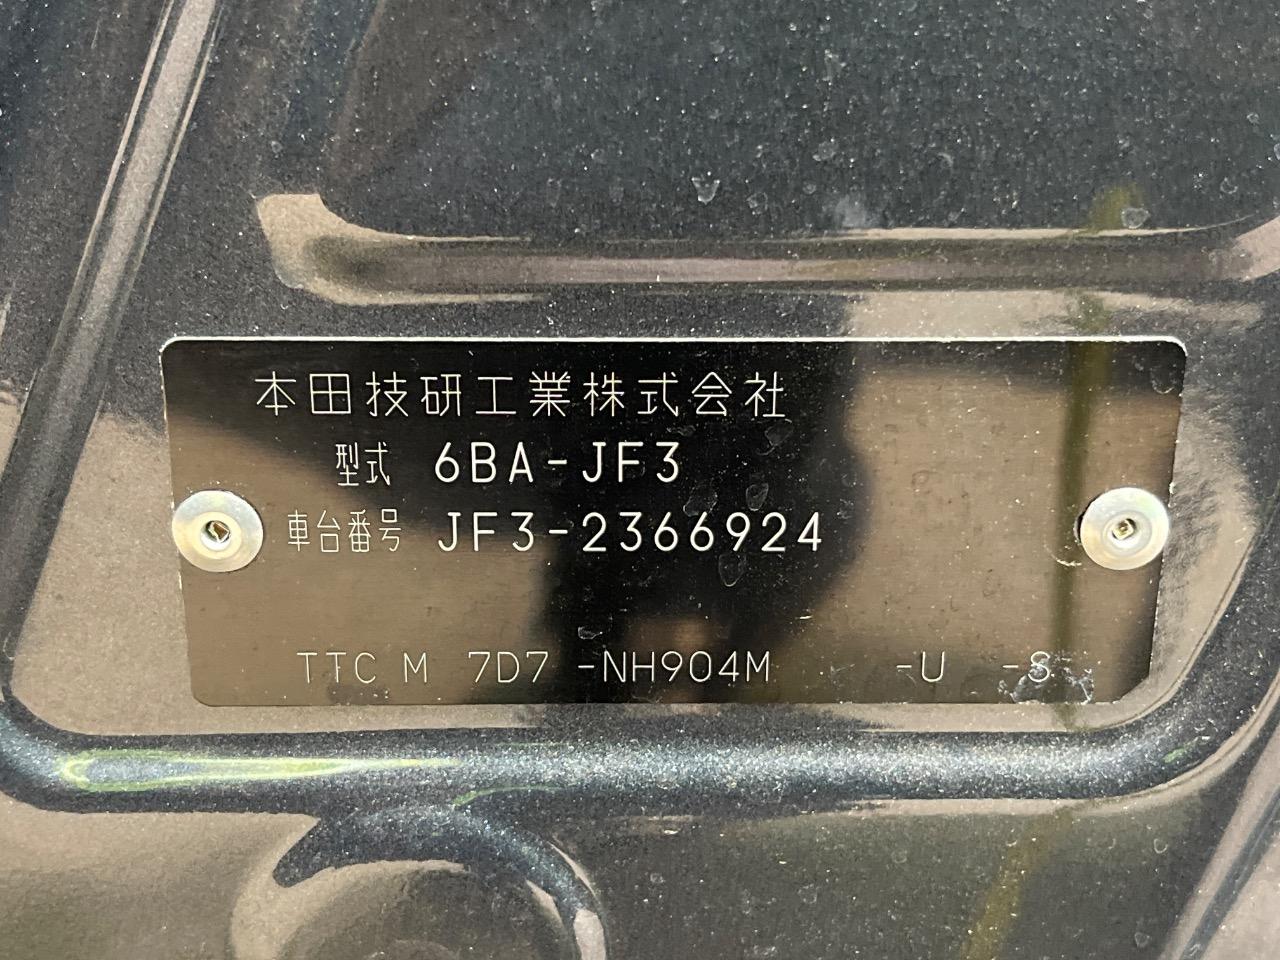 本田技研工業株式会社
型式 6BA-JF3
車台番号 JF3-2366924
TTC M 7D7 -NH904M -U -S